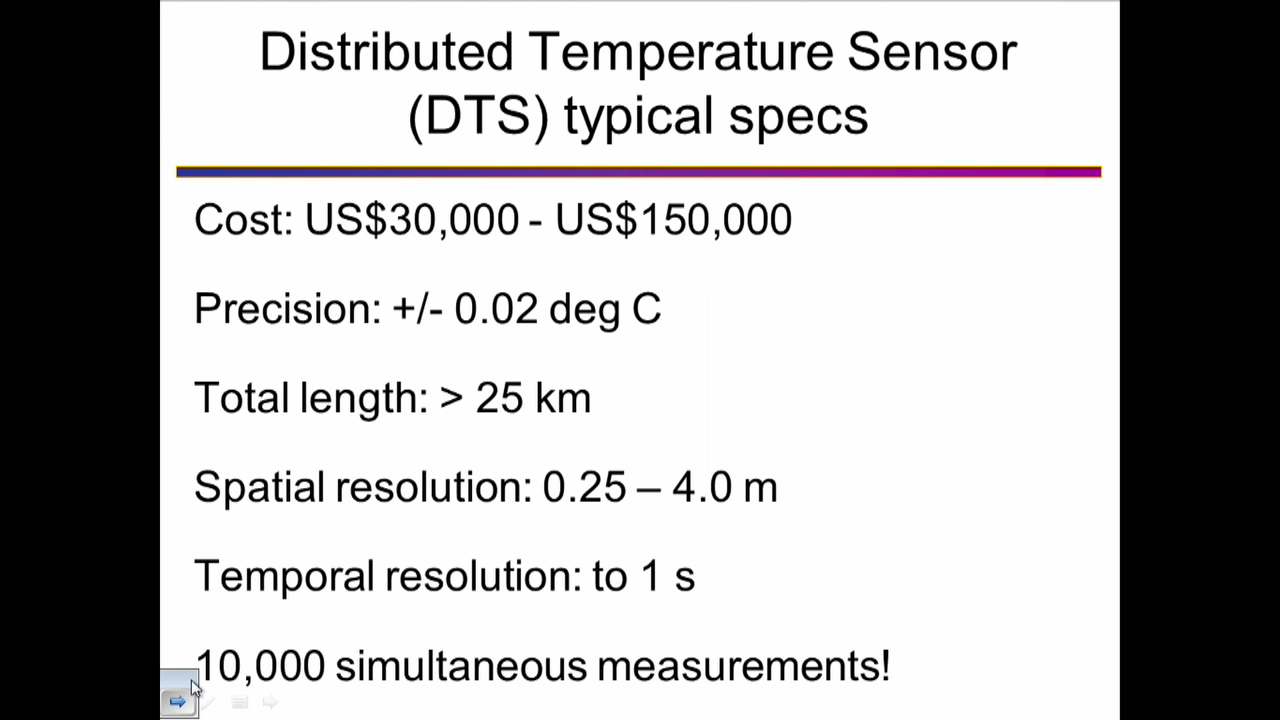 Distributed Temperature Sensor
(DTS) typical specs
Cost: US$30,000 - US$150,000
Precision: +/- 0.02 deg C
Total length: > 25 km
Spatial resolution: 0.25 – 4.0 m
Temporal resolution: to 1 s
10,000 simultaneous measurements!